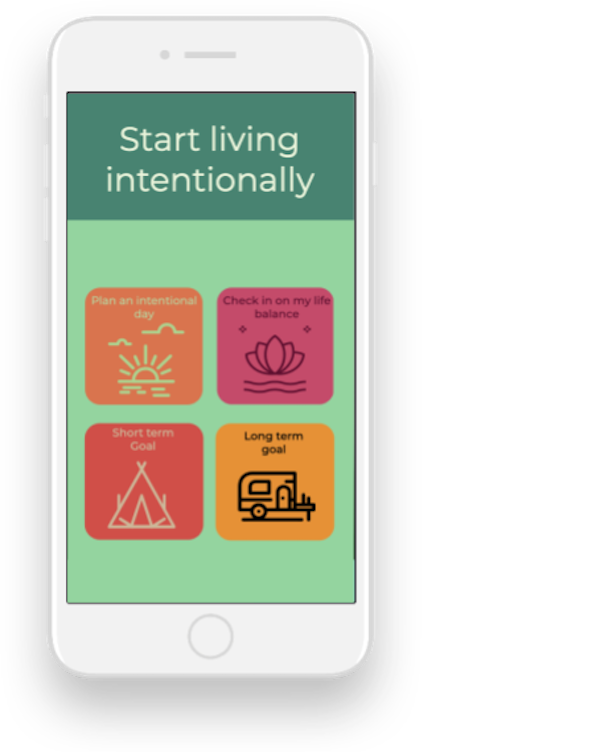 Start living
intentionally
Plan an intentional
day
Check in on my life
balance
Short term
Goal
Long term
goal